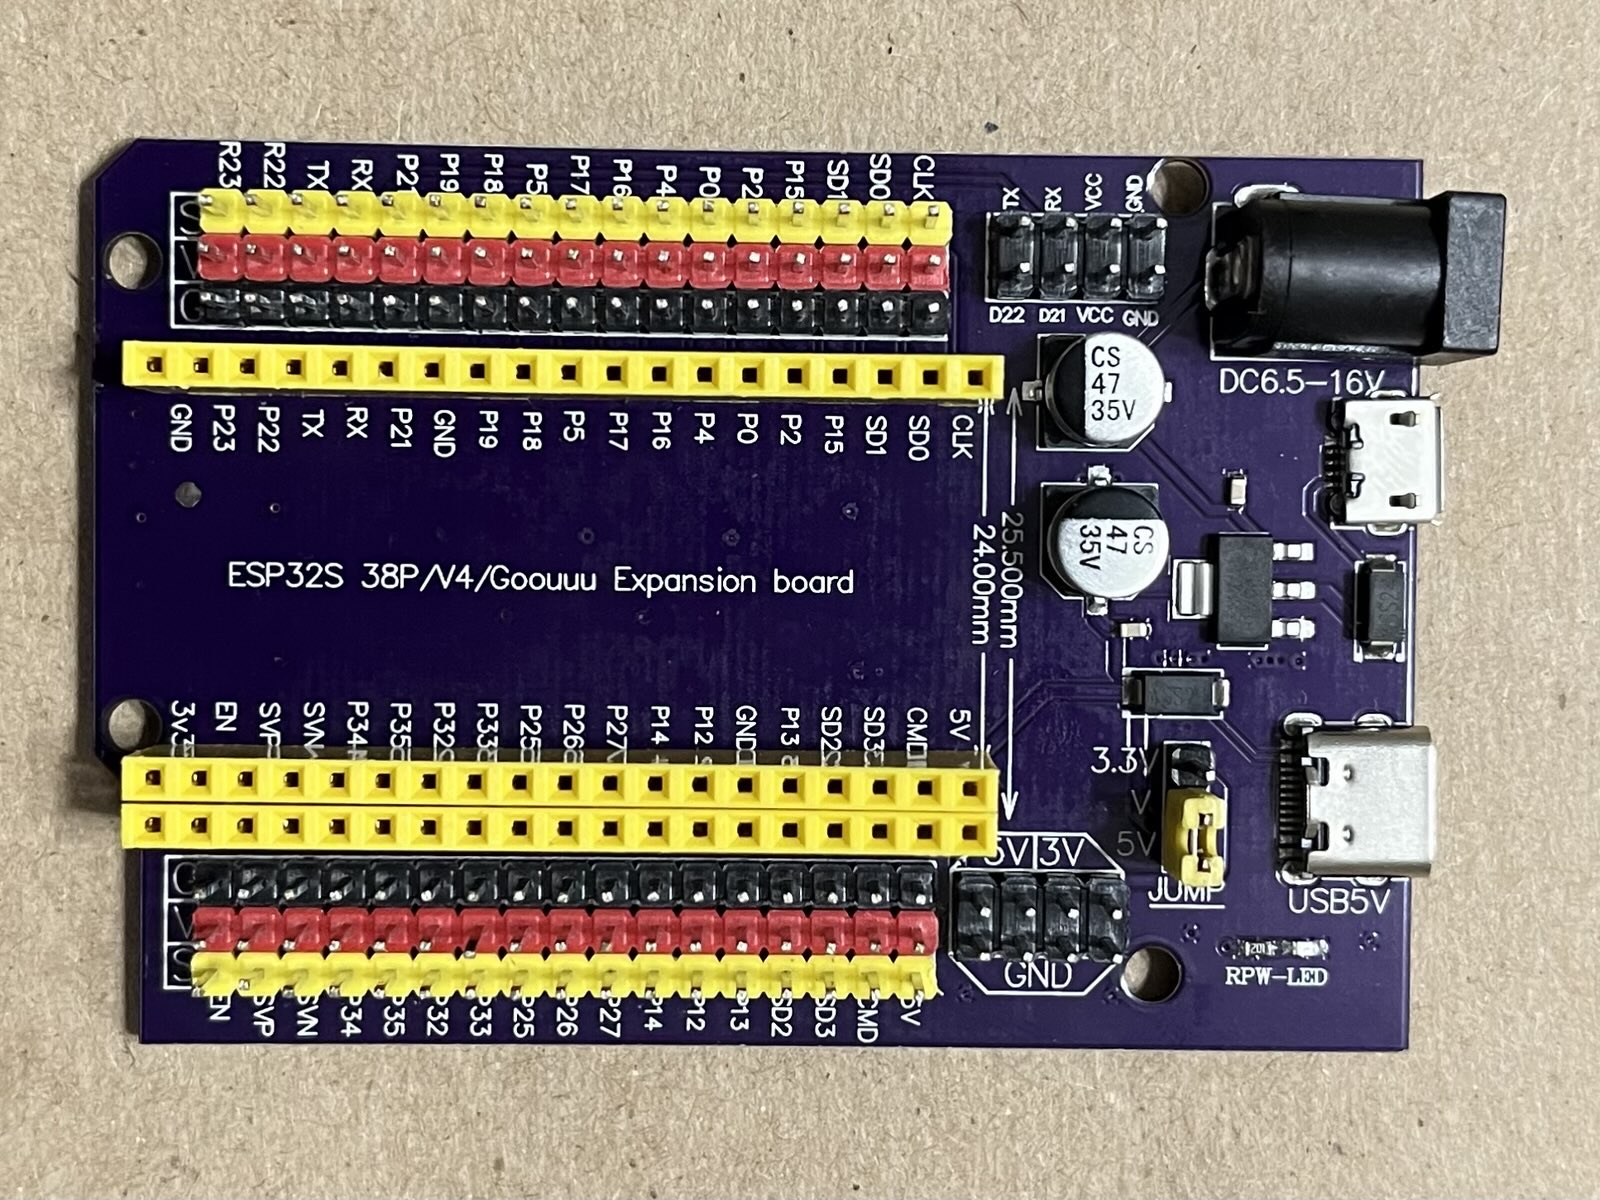 R23 R22 TX RX P21 P19 P18 P5 P17 P16 P4 P0 P2 P15 SD1 SD0 CLK
TX RX VCC GND
D22 D21 VCC GND
CS
47
35V
DC6.5-16V
GND P23 P22 TX RX P21 GND P19 P18 P5 P17 P16 P4 P0 P2 P15 SD1 SD0 CLK
CS
47
35V
25.500mm
24.00mm
ESP32S 38P/V4/Goouuu Expansion board
3v3 EN SVP SVN P34 P35 P32 P33 P25 P26 P27 P14 P12 GND P13 SD2 SD3 CMD 5V
3.3V
V
5V
JUMP
5V 3V
GND
USB5V
RPW-LED
EN SVP SVN P34 P35 P32 P33 P25 P26 P27 P14 P12 P13 SD2 SD3 CMD 5V